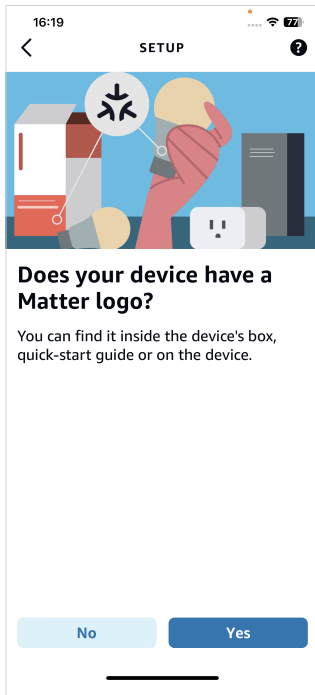 16:19
77
SETUP
?
Does your device have a
Matter logo?
You can find it inside the device's box,
quick-start guide or on the device.
No
Yes